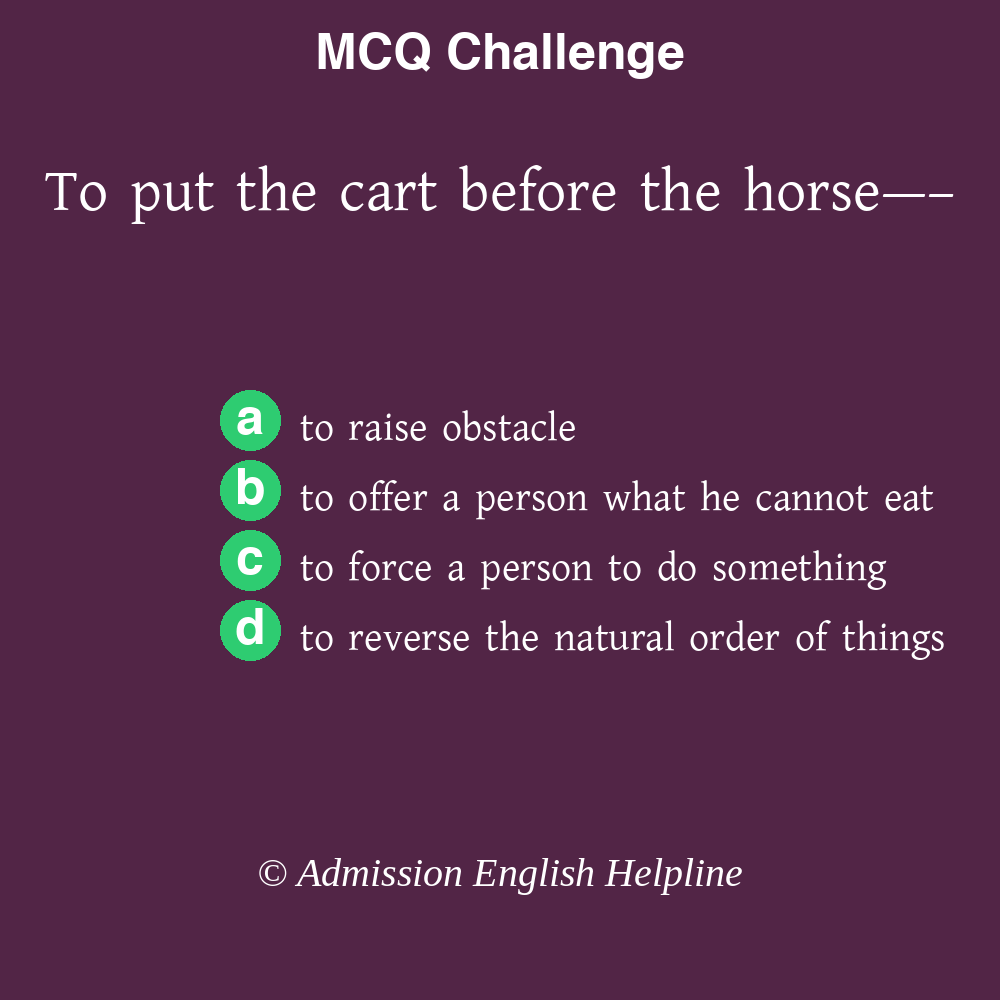 MCQ Challenge
To put the cart before the horse—–
a to raise obstacle
b to offer a person what he cannot eat
c to force a person to do something
d to reverse the natural order of things
© Admission English Helpline